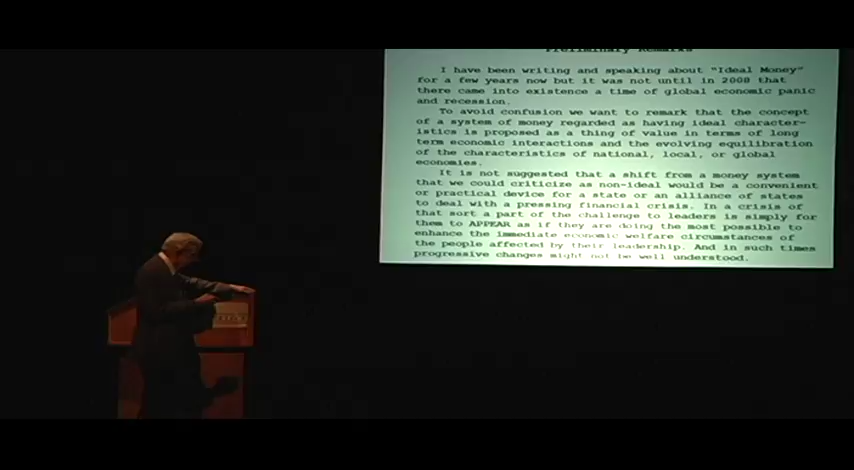 Preliminary Remarks
I have been writing and speaking about "Ideal Money"
for a few years now but it was not until in 2008 that
there came into existence a time of global economic panic
and recession.
To avoid confusion we want to remark that the concept
of a system of money regarded as having ideal character-
istics is proposed as a thing of value in terms of long
term economic interactions and the evolving equilibration
of the characteristics of national, local, or global
economies.
It is not suggested that a shift from a money system
that we could criticize as non-ideal would be a convenient
or practical device for a state or an alliance of states
to deal with a pressing financial crisis. In a crisis of
that sort a part of the challenge to leaders is simply for
them to APPEAR as if they are doing the most possible to
enhance the immediate economic welfare circumstances of
the people affected by their leadership. And in such times
progressive changes might not be well understood.